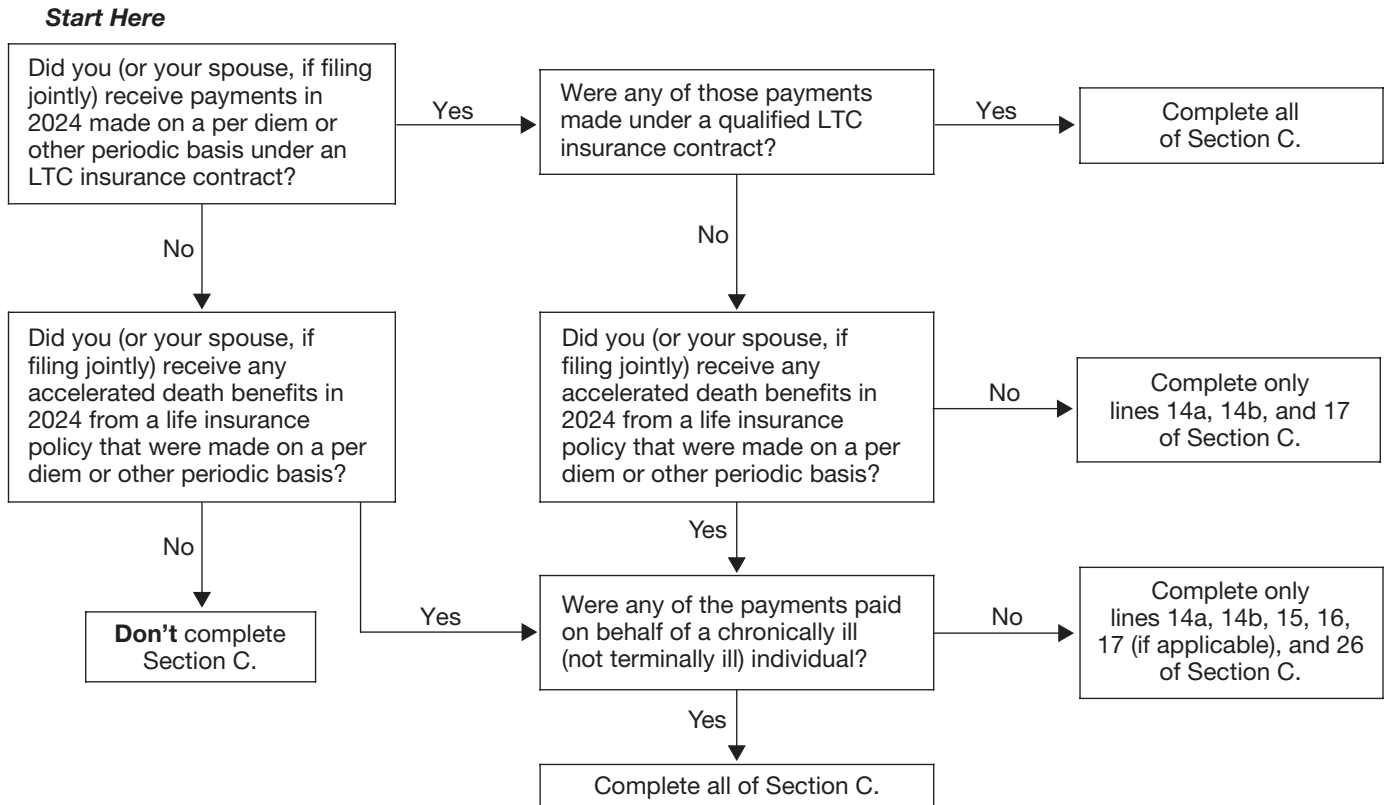 Start Here
Did you (or your spouse, if filing
jointly) receive payments in
2024 made on a per diem or
other periodic basis under an
LTC insurance contract?
Yes
Were any of those payments
made under a qualified LTC
insurance contract?
Yes
Complete all
of Section C.
No
No
Did you (or your spouse, if
filing jointly) receive any
accelerated death benefits in
2024 from a life insurance
policy that were made on a per
diem or other periodic basis?
Did you (or your spouse, if
filing jointly) receive any
accelerated death benefits in
2024 from a life insurance
policy that were made on a per
diem or other periodic basis?
No
Complete only
lines 14a, 14b, and 17
of Section C.
No
Yes
Don't complete
Section C.
Yes
Were any of the payments paid
on behalf of a chronically ill
(not terminally ill) individual?
No
Complete only
lines 14a, 14b, 15, 16,
17 (if applicable), and 26
of Section C.
Yes
Complete all of Section C.